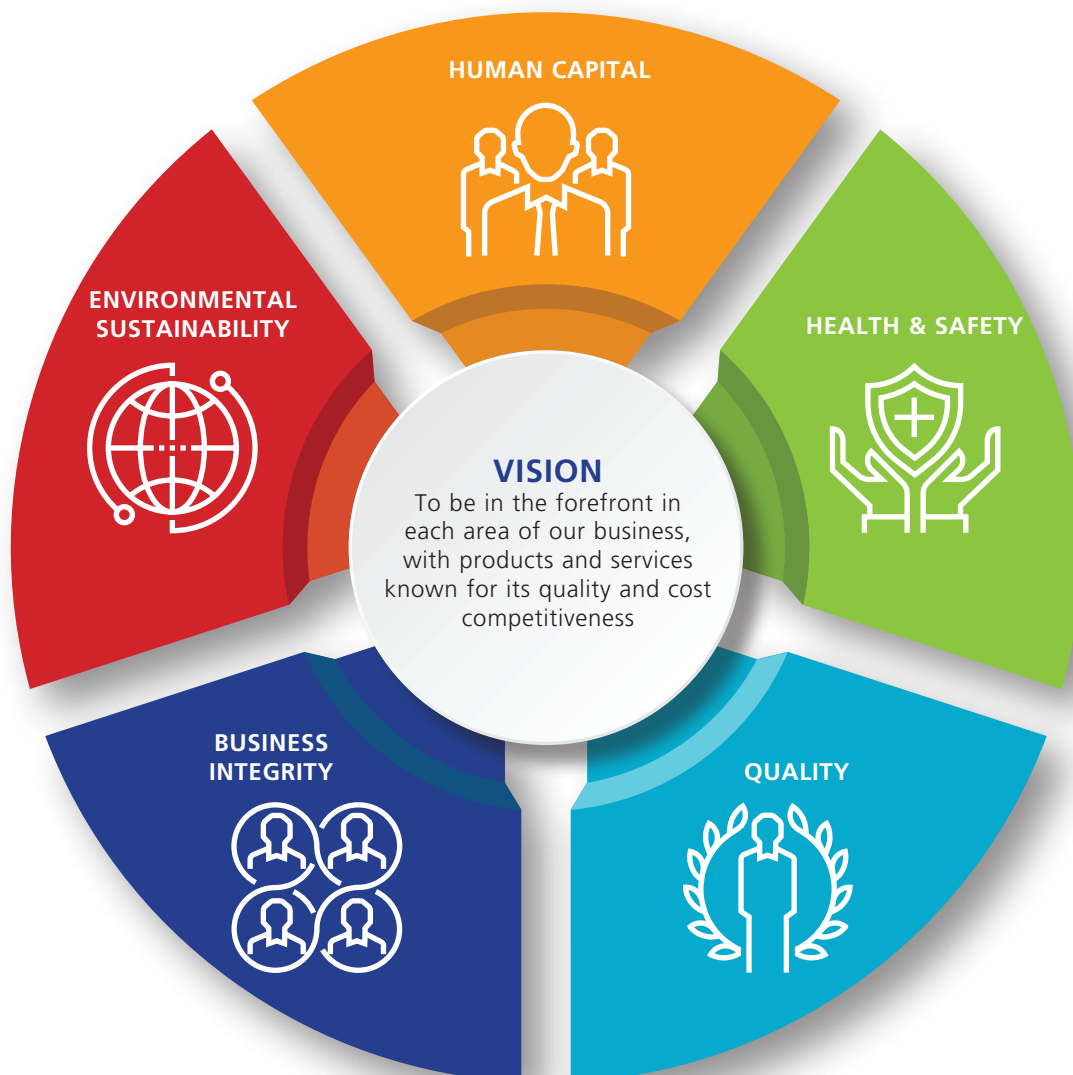 HUMAN CAPITAL
ENVIRONMENTAL
SUSTAINABILITY
HEALTH & SAFETY
VISION
To be in the forefront in
each area of our business,
with products and services
known for its quality and cost
competitiveness
BUSINESS
INTEGRITY
QUALITY